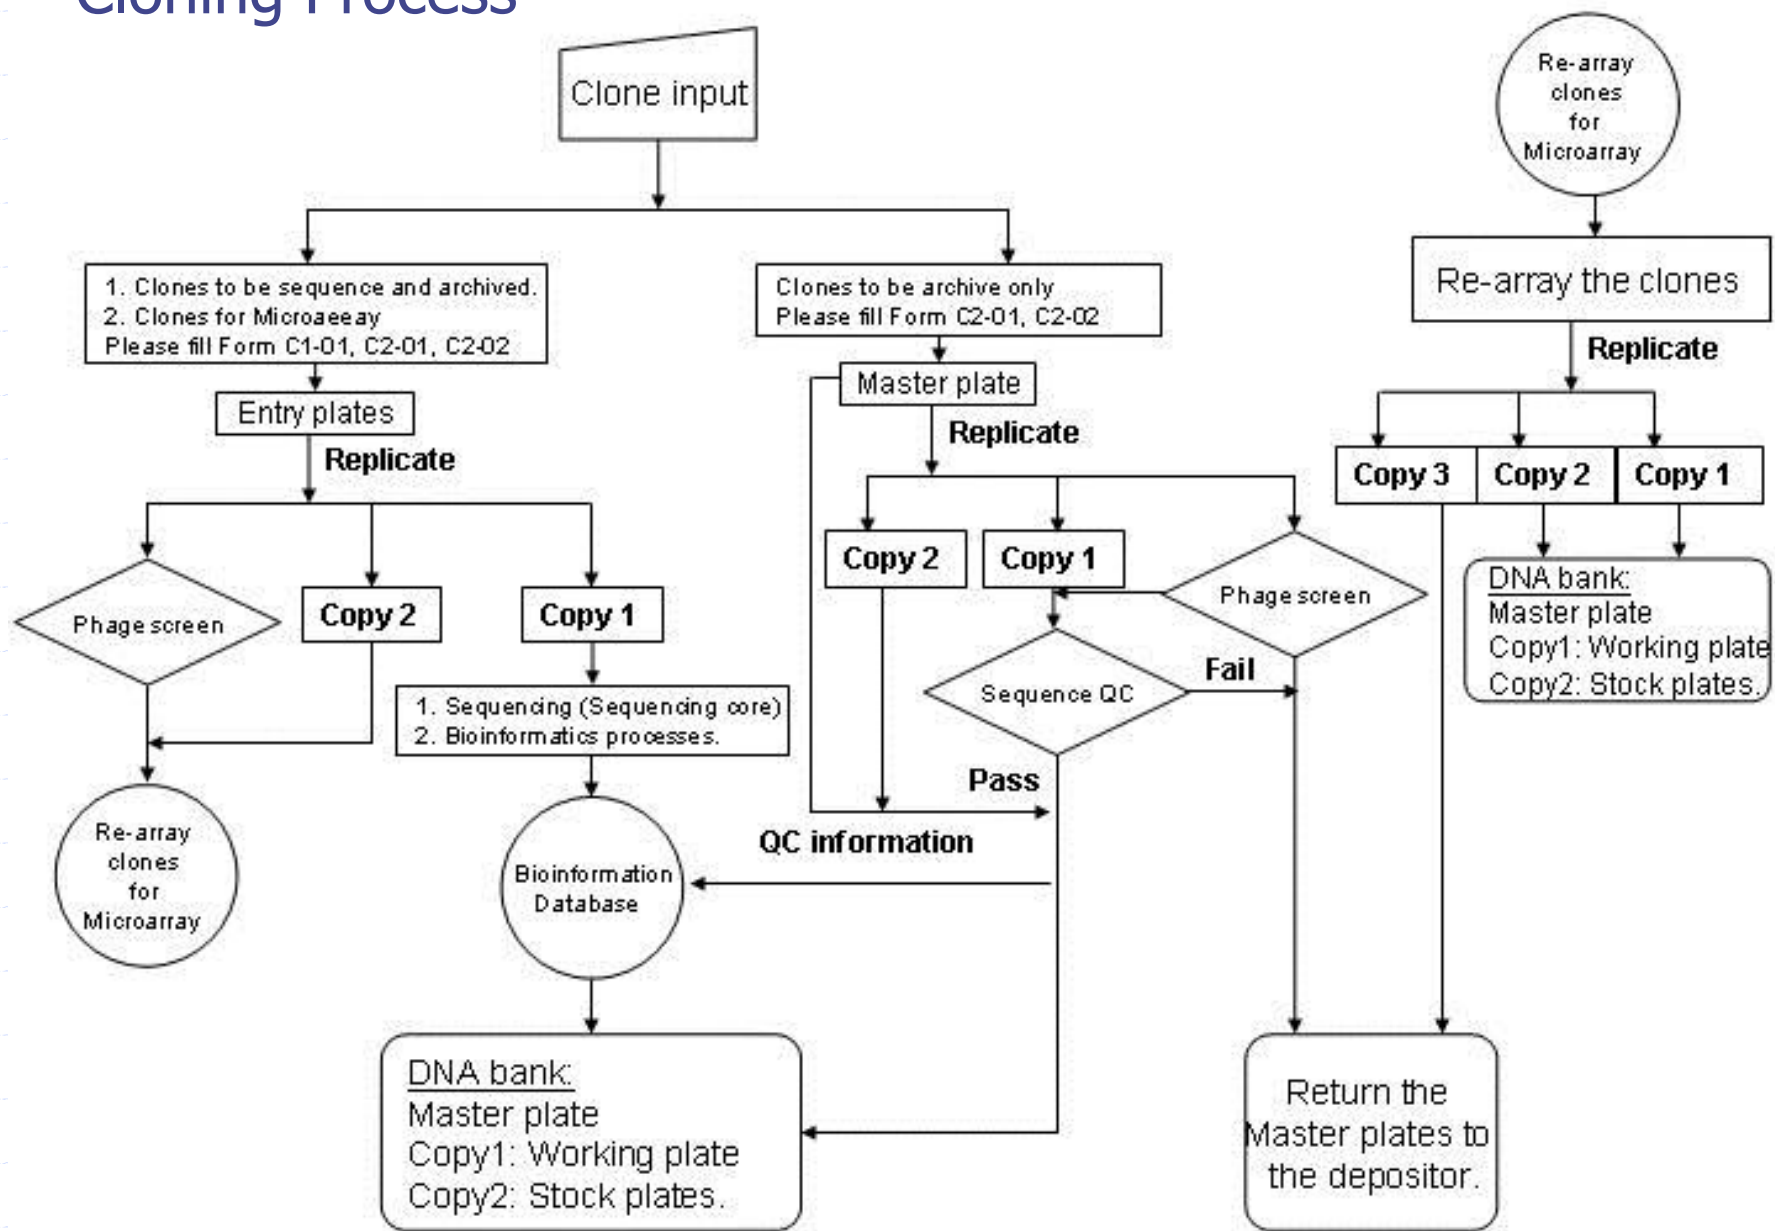 Cloning Process
Clone input
1. Clones to be sequence and archived.
2. Clones for Microaeeay
Please fill Form C1-01, C2-01, C2-02
Entry plates
Replicate
Phage screen
Copy 2
Copy 1
1. Sequencing (Sequencing core)
2. Bioinformatics processes.
Re-array
clones
for
Microarray
Bioinformation
Database
DNA bank:
Master plate
Copy1: Working plate
Copy2: Stock plates.
Clones to be archive only
Please fill Form C2-01, C2-02
Master plate
Replicate
Copy 2
Copy 1
Phage screen
Sequence QC
Fail
Pass
QC information
Re-array
clones
for
Microarray
Re-array the clones
Replicate
Copy 3
Copy 2
Copy 1
DNA bank:
Master plate
Copy1: Working plate
Copy2: Stock plates.
Return the
Master plates to
the depositor.